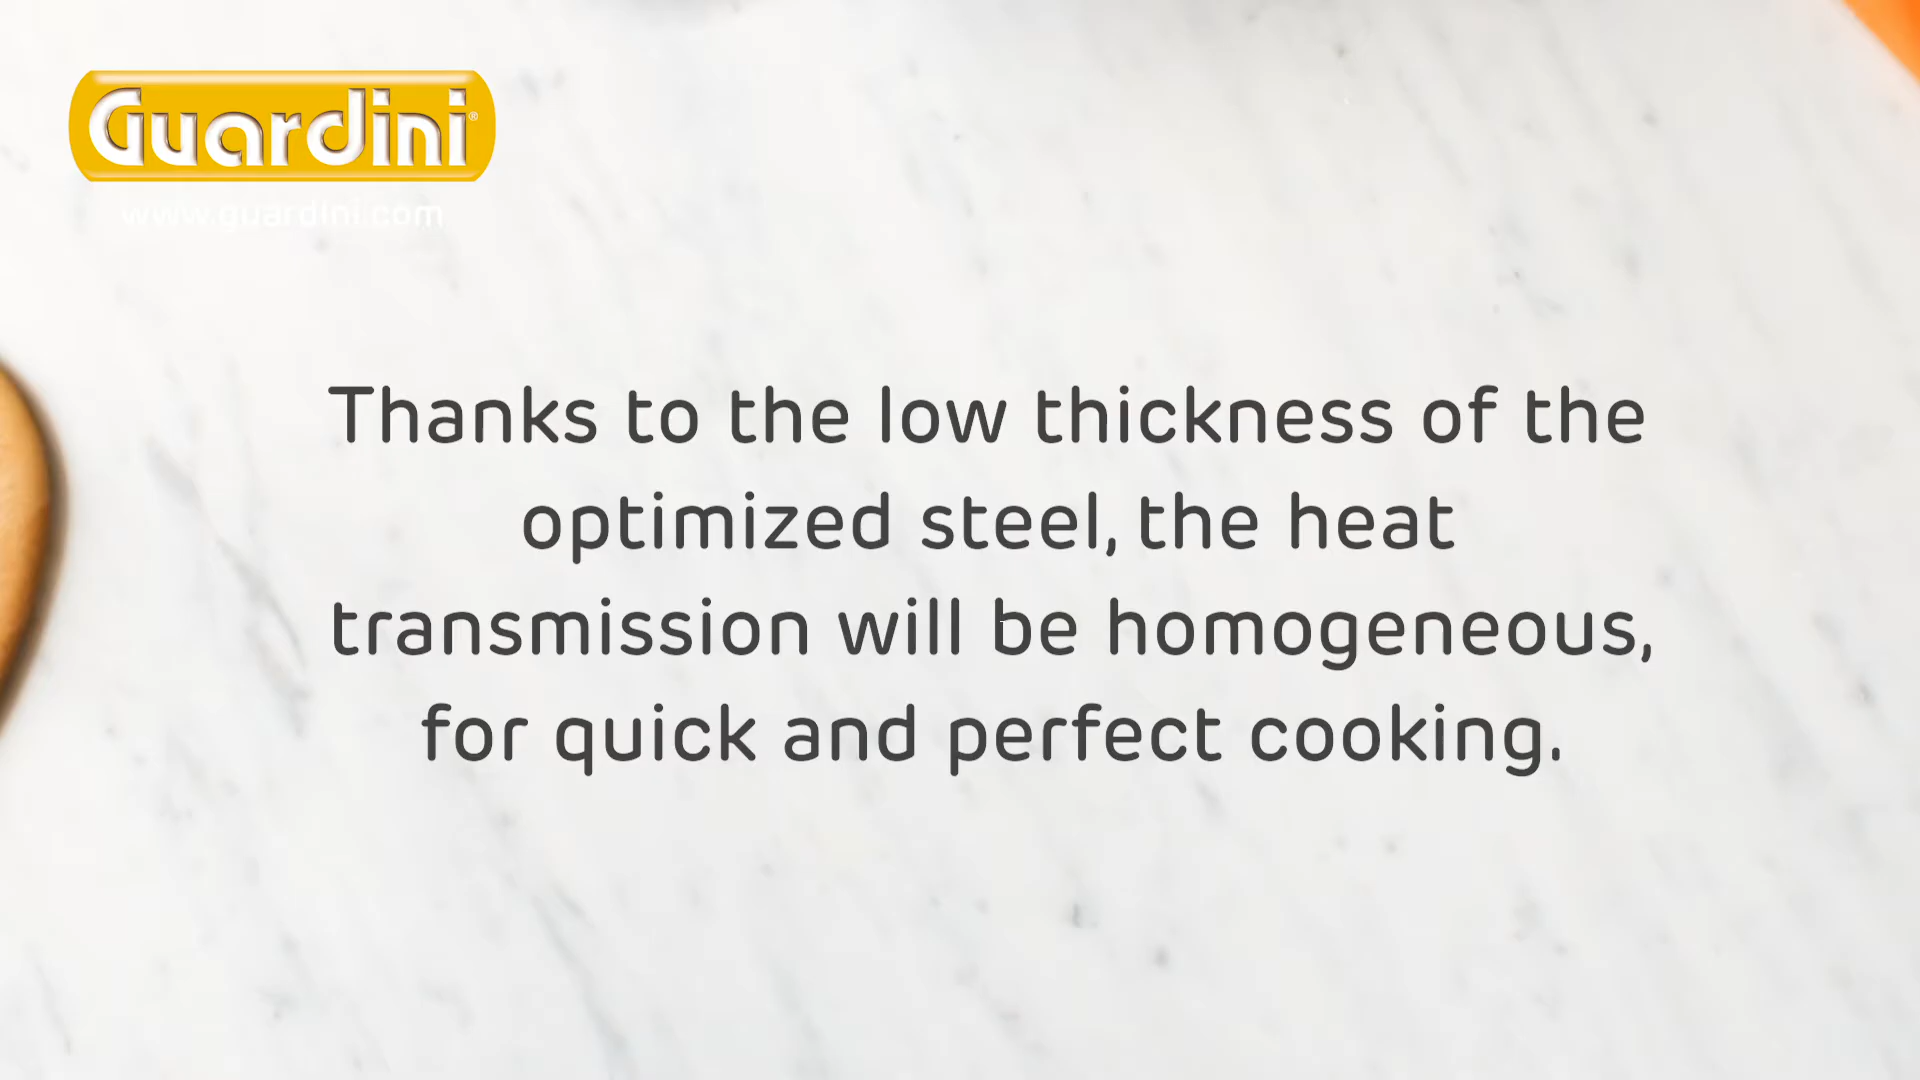 Guardini®
www.guardini.com
Thanks to the low thickness of the
optimized steel, the heat
transmission will be homogeneous,
for quick and perfect cooking.